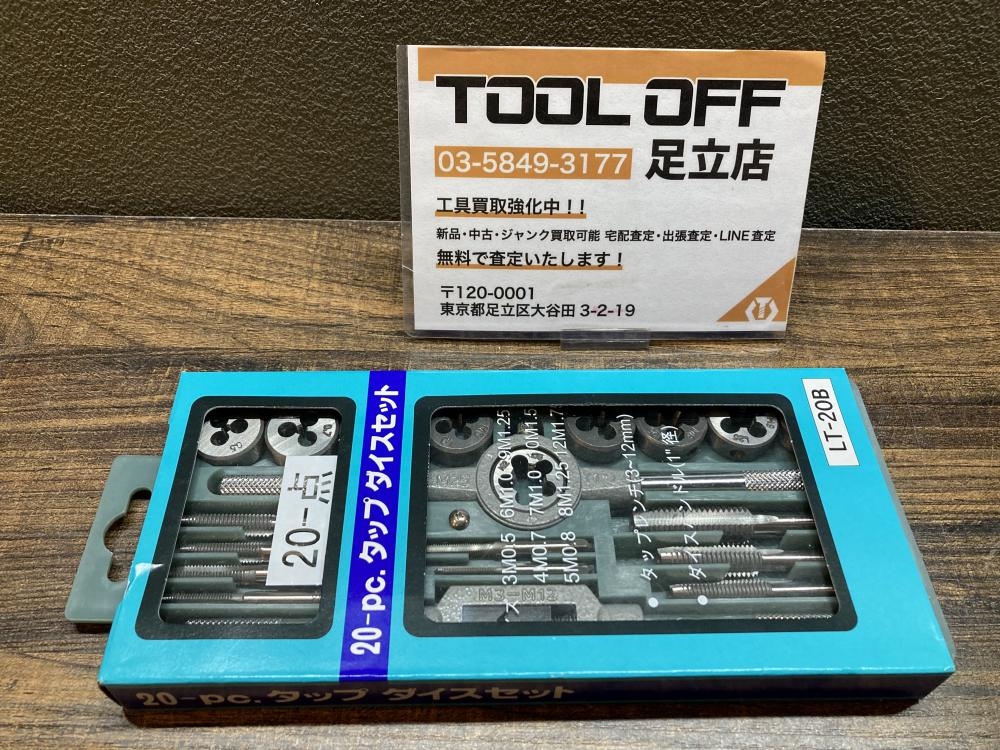 TOOL OFF
03-5849-3177 足立店
工具買取強化中！！
新品・中古・ジャンク買取可能 宅配査定・出張査定・LINE査定
無料で査定いたします！
〒120-0001
東京都足立区大谷田 3-2-19
20-pc. タップ ダイスセット
20-点
LT-20B
3M0.5 6M1.0 9M1.25
4M0.7 7M1.0
5M0.8 8M1.25
タップレンチ(3~12mm)
M3-M12
20-pc. タップ ダイスセット